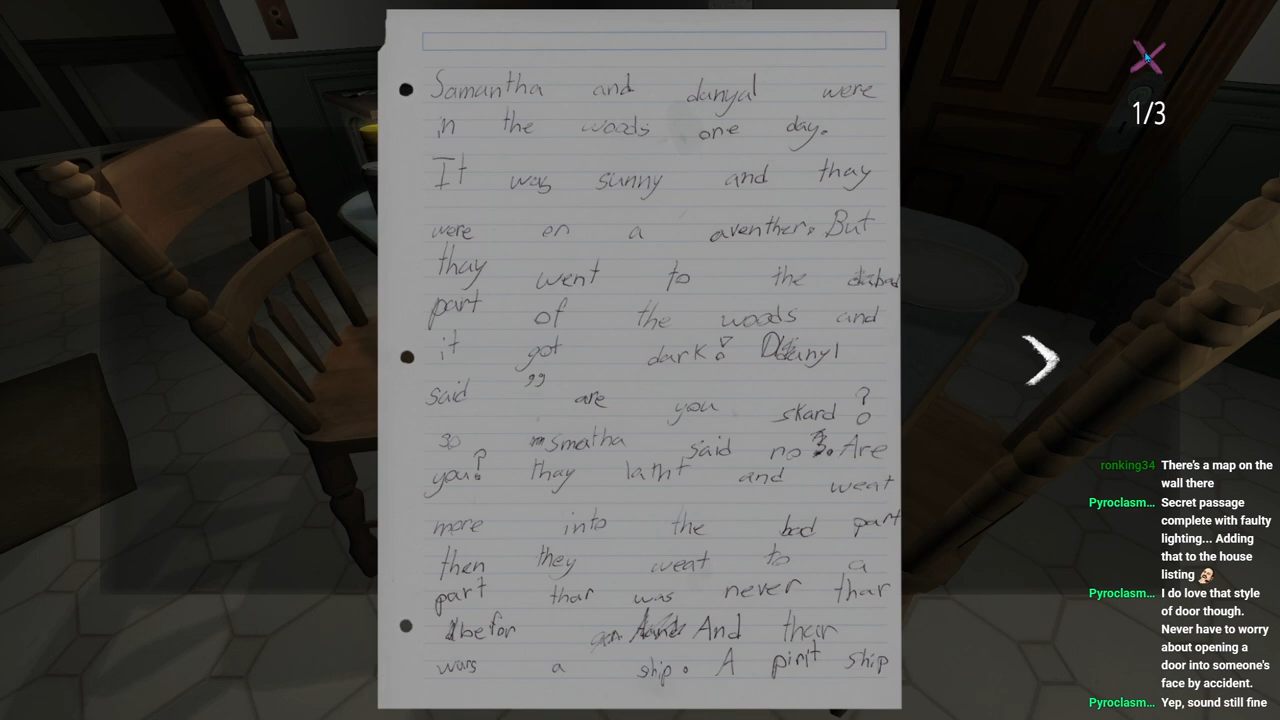 Samantha and danyal were
in the woods one day.
It was sunny and thay
were on a aventher. But
thay went to the
part of the woods and
it got dark! Danyl
said " are you skard?
smatha said no. Are
you? thay laht and weat
more into the bad part
then they weat to a
part thar was never thar
befor And thar
wars a ship. A pirit ship
1/3
ronking34 There's a map on the
wall there
Pyroclasm... Secret passage
complete with faulty
lighting... Adding
that to the house
listing
Pyroclasm... I do love that style
of door though.
Never have to worry
about opening a
door into someone's
face by accident.
Pyroclasm... Yep, sound still fine